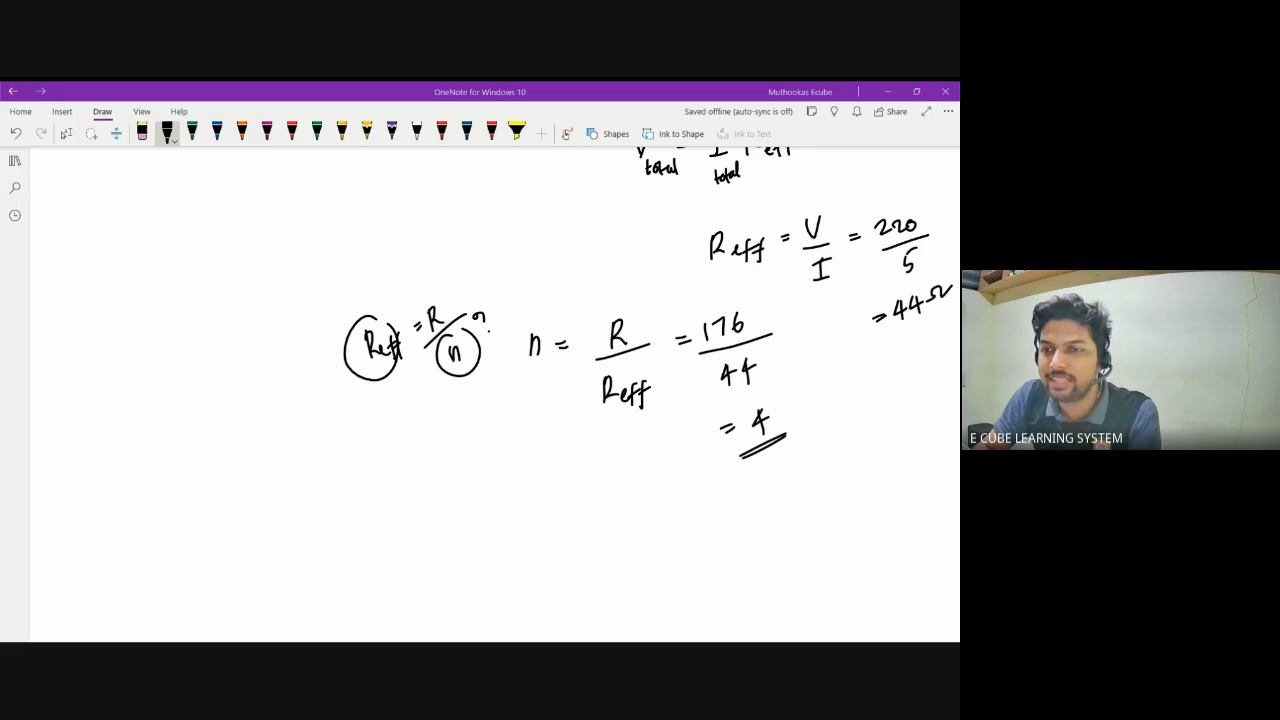 OneNote for Windows 10
Muthookas Ecube
Home Insert Draw View Help
Saved offline (auto-sync is off)
Share
Shapes
Ink to Shape
Ink to Text
total total
Reff = V/I = 220/5
= 44Ω
Reff = R/n
n = R/Reff = 176/44
= 4
E CUBE LEARNING SYSTEM